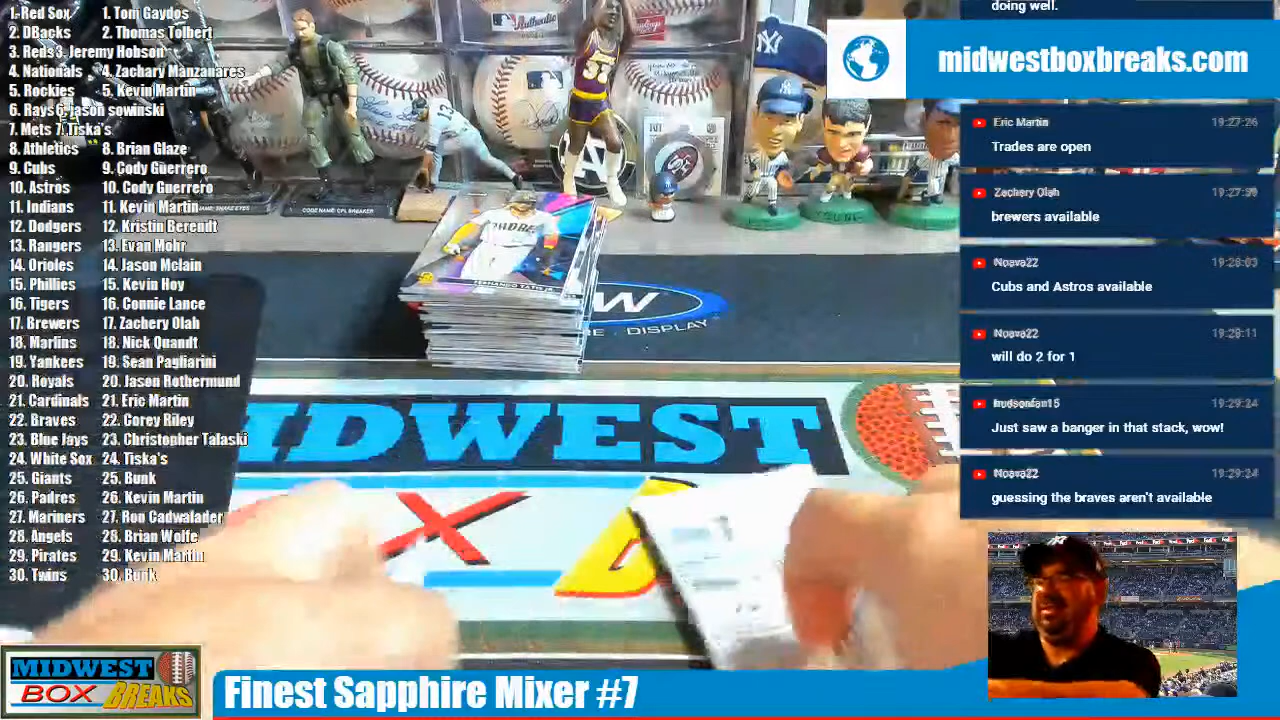 1. Red Sox 1. Tom Gaydos
2. DBacks 2. Thomas Tolbert
3. Reds 3. Jeremy Hobson
4. Nationals 4. Zachary Manzanares
5. Rockies 5. Kevin Martin
6. Rays 6. jason sowinski
7. Mets 7. Tiska's
8. Athletics 8. Brian Glaze
9. Cubs 9. Cody Guerrero
10. Astros 10. Cody Guerrero
11. Indians 11. Kevin Martin
12. Dodgers 12. Kristin Berendt
13. Rangers 13. Evan Mohr
14. Orioles 14. Jason Mclain
15. Phillies 15. Kevin Hoy
16. Tigers 16. Connie Lance
17. Brewers 17. Zachery Olah
18. Marlins 18. Nick Quandt
19. Yankees 19. Sean Pagliarini
20. Royals 20. Jason Rothermund
21. Cardinals 21. Eric Martin
22. Braves 22. Corey Riley
23. Blue Jays 23. Christopher Talaski
24. White Sox 24. Tiska's
25. Giants 25. Bunk
26. Padres 26. Kevin Martin
27. Mariners 27. Ron Cadwalader
28. Angels 28. Brian Wolfe
29. Pirates 29. Kevin Martin
30. Twins 30. Bunk
Authentic
Rawlings
CODE NAME: GPL BREAKER
PADRES
FERNANDO TATIS
W
RE · DISPLAY
MIDWEST
X B
doing well.
midwestboxbreaks.com
Eric Martin 19:27:26
Trades are open
Zachery Olah
brewers available
Noava22 19:28:03
Cubs and Astros available
Noava22 19:28:11
will do 2 for 1
19:29:24
Just saw a banger in that stack, wow!
Noava22 19:29:24
guessing the braves aren't available
MIDWEST
BOX BREAKS
Finest Sapphire Mixer #7